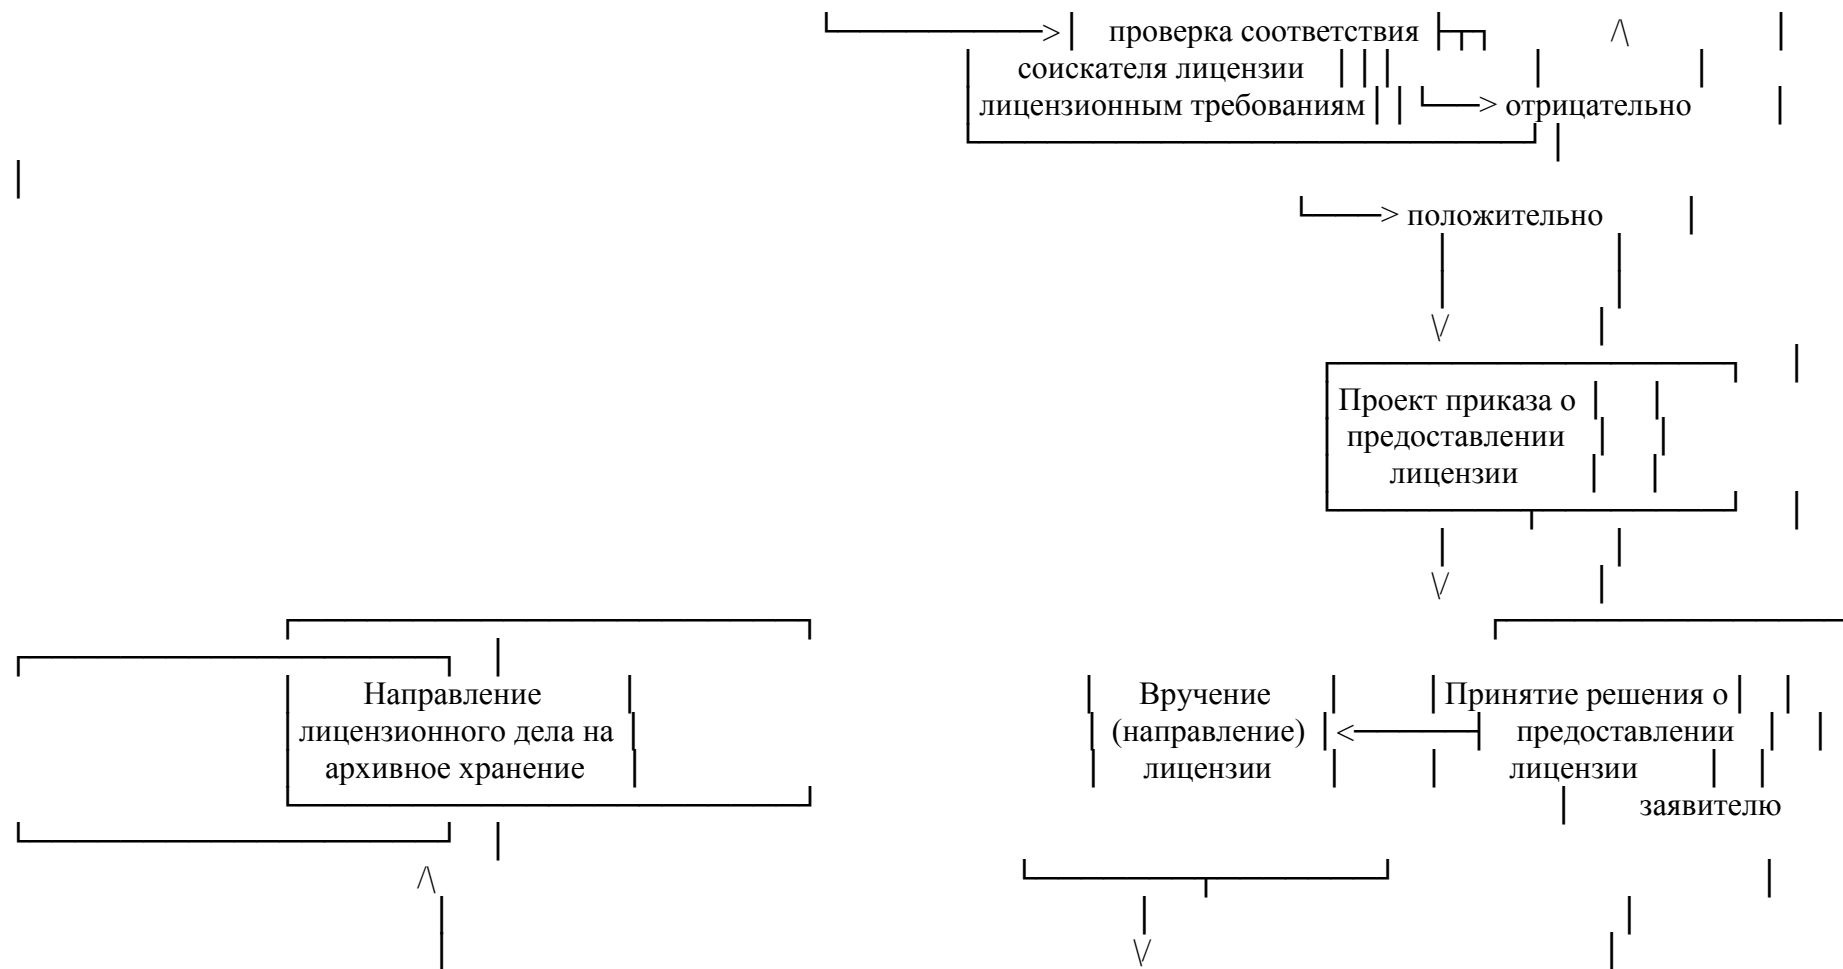 проверка соответствия
соискателя лицензии
лицензионным требованиям
отрицательно
положительно
Проект приказа о
предоставлении
лицензии
Направление
лицензионного дела на
архивное хранение
Вручение
(направление)
лицензии
Принятие решения о
предоставлении
лицензии
заявителю